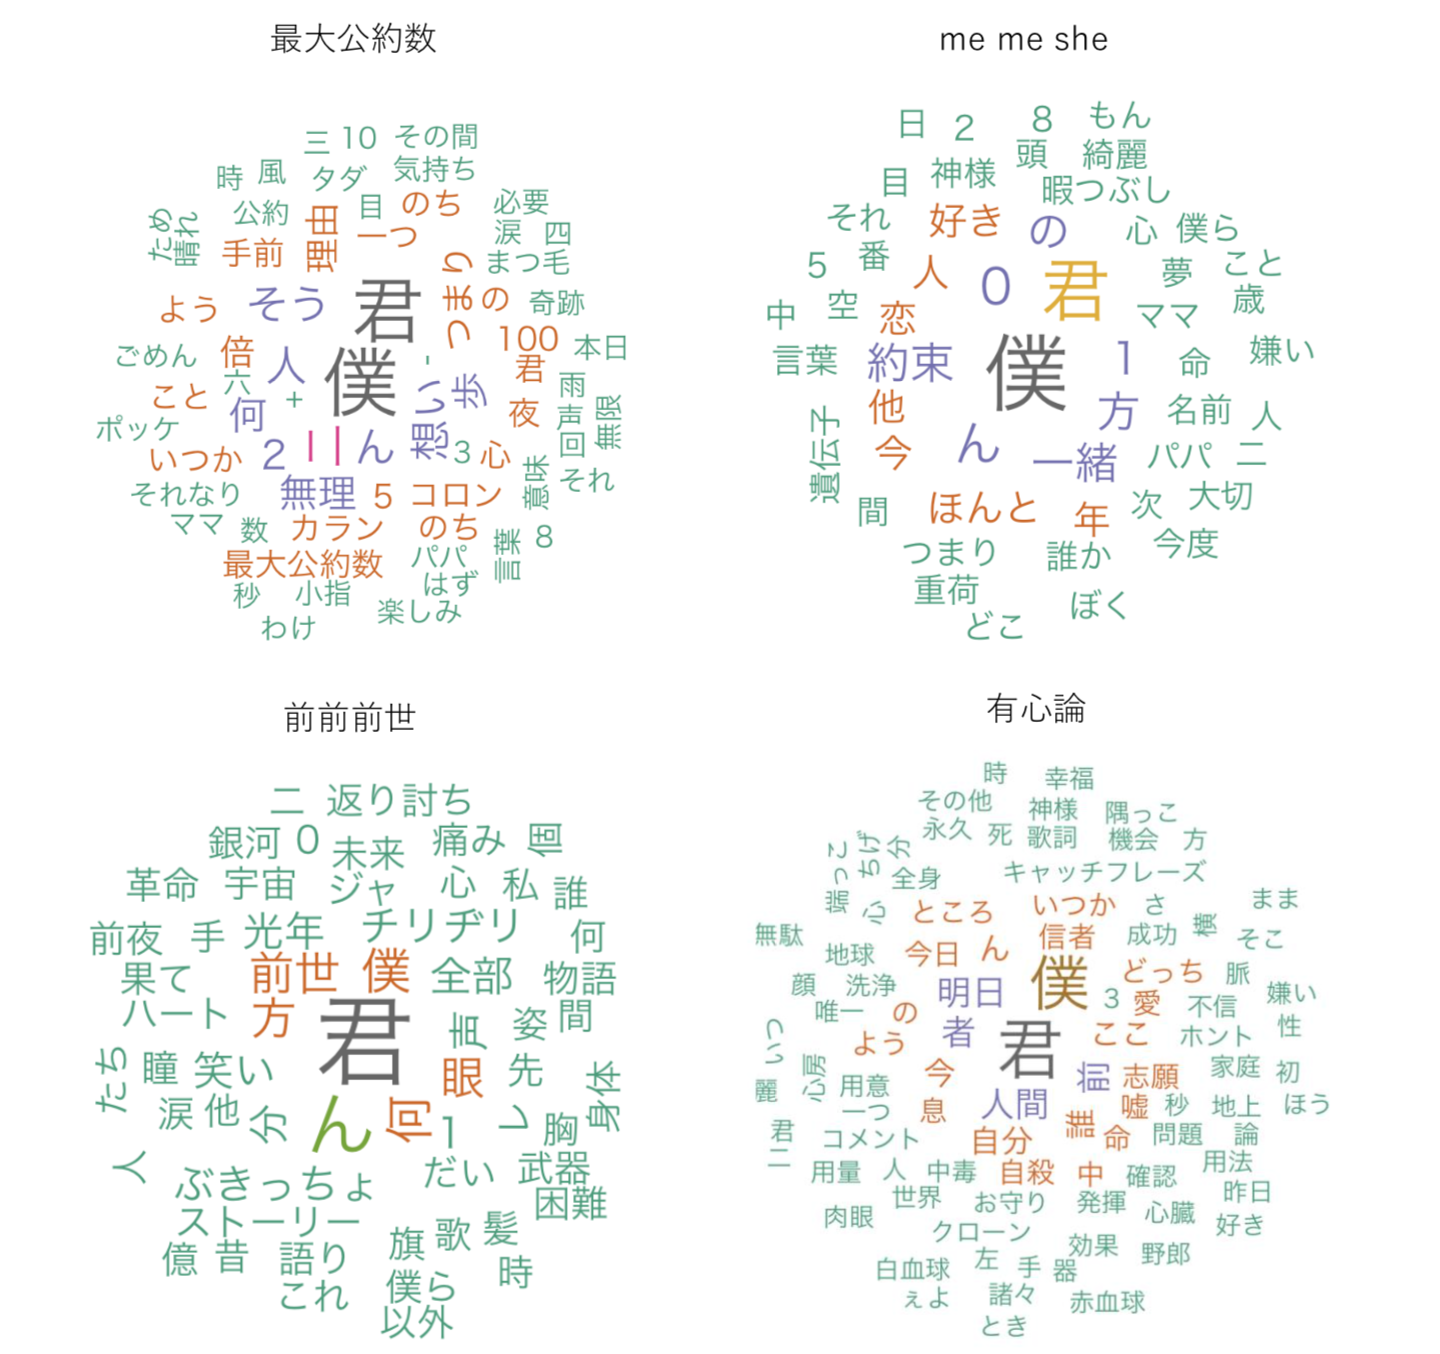 最大公約数
三 10 その間
時 風 タダ 気持ち
ため 晴れ 公約 理由 目 のち 必要
手前 一つ 涙 四
つまり まつ毛
よう そう 君 の 奇跡
100 本日
ごめん 倍 人 僕 - 君 雨
こと 六 + 想い 歩 夜 声 無限
ポッケ 何 回
いつか 2 || ん 3 心 意味 それ
それなり 無理 5 コロン
ママ 数 カラン のち 言葉 8
最大公約数 パパ
秒 小指 はず
わけ 楽しみ
me me she
日 2 8 もん
目 神様 頭 綺麗
暇つぶし
それ 好き の 心 僕ら
5 番 人 0 君 夢 こと
中 空 恋 ママ 歳
言葉 約束 僕 1 命 嫌い
遺伝子 他 方 名前 人
今 ん 一緒 パパ 二
間 ほんと 年 次 大切
つまり 誰か 今度
重荷 ぼく
どこ
前前前世
二 返り討ち
銀河 0 未来 痛み 個
革命 宇宙 ジャ 心 私 誰
前夜 手 光年 チリヂリ 何
果て 前世 僕 全部 物語
ハート 方 君 声 姿 間
たち 瞳 笑い 眼 先 身体
涙 他 分 ん 何 1 レ 胸
人 ぶきっちょ だい 武器
ストーリー 困難
億 昔 語り 旗 歌 髪
これ 僕ら 時
以外
有心論
時 幸福
その他 神様 隅っこ
永久 死 歌詞 機会 方
端っこ ちげ 分 全身 キャッチフレーズ
心 ところ いつか さ 横 まま
無駄 地球 今日 ん 信者 成功 そこ
顔 洗浄 明日 僕 どっち 脈
唯一 の 3 愛 不信 嫌い
つい よう 者 君 ここ ホント 性
麗 心房 用意 今 前 志願 家庭 初
一つ 息 人間 嘘 秒 地上 ほう
君 コメント 自分 誰 命 問題 論
二 用量 人 中毒 自殺 中 確認 用法
世界 お守り 発揮 昨日
肉眼 クローン 心臓 好き
効果 野郎
白血球 左 手 器
ぇよ 諸々 赤血球
とき